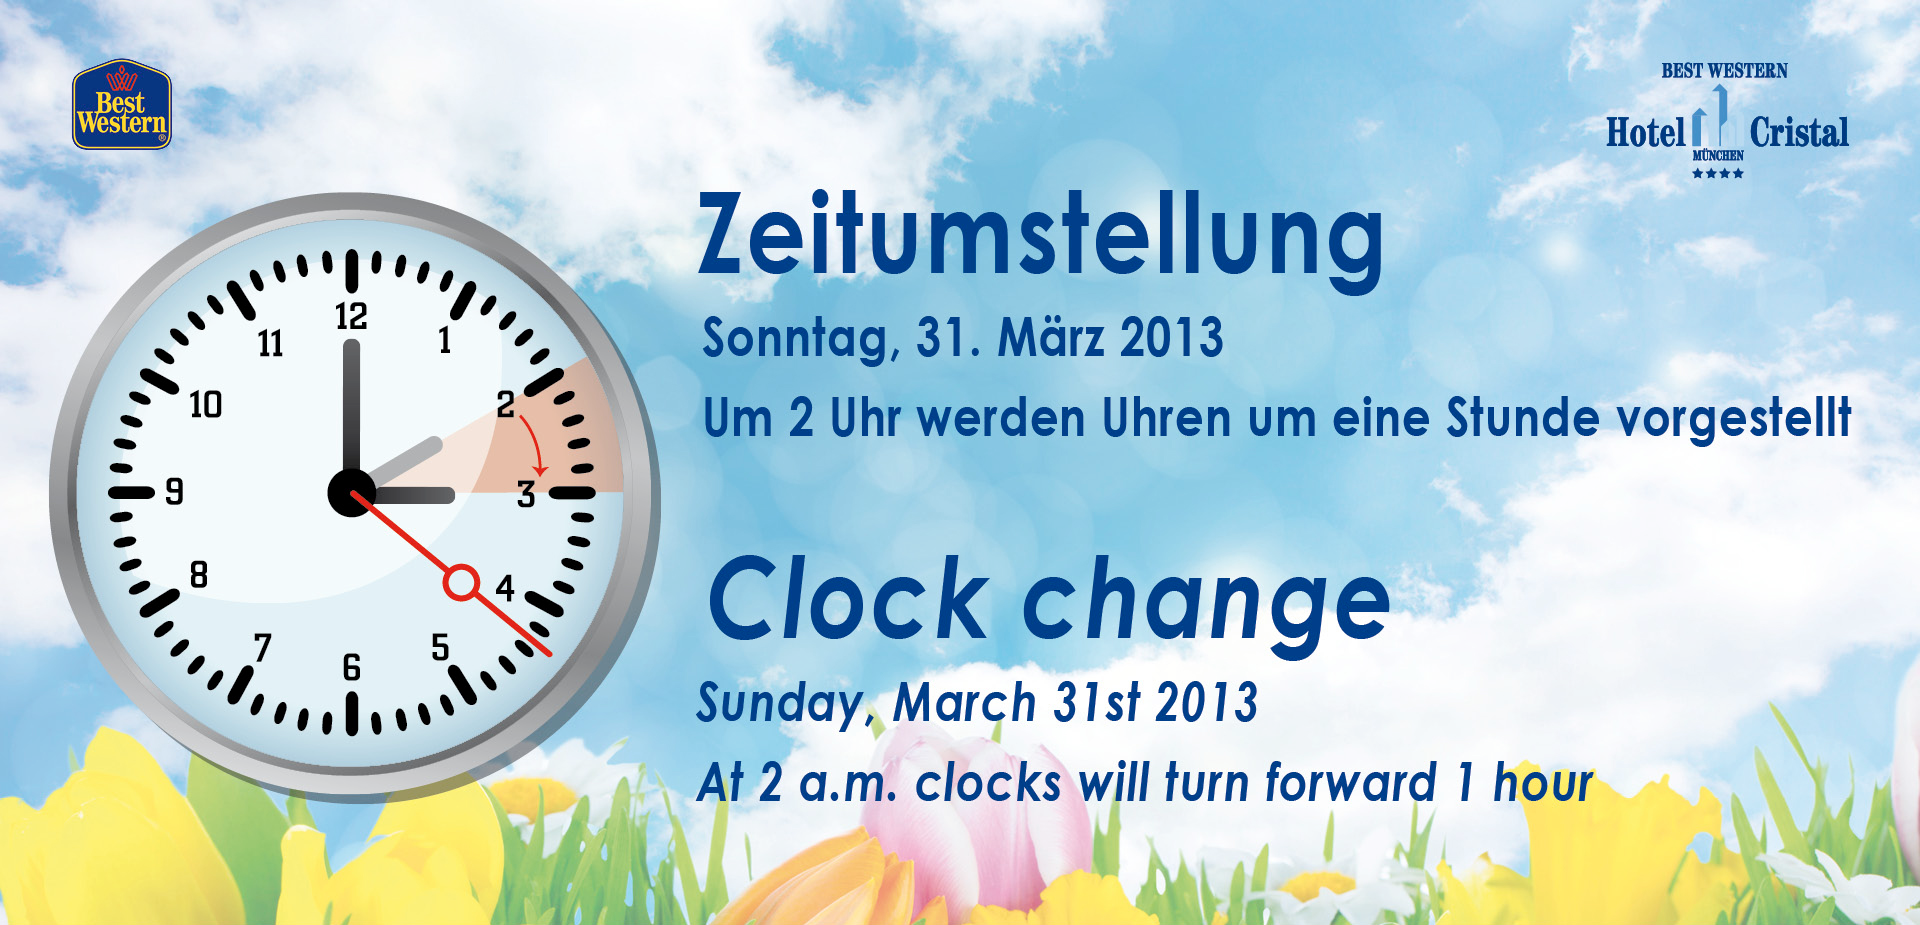 Best
Western®
BEST WESTERN
Hotel Cristal
MÜNCHEN
Zeitumstellung
Sonntag, 31. März 2013
Um 2 Uhr werden Uhren um eine Stunde vorgestellt
Clock change
Sunday, March 31st 2013
At 2 a.m. clocks will turn forward 1 hour
12
1
2
3
4
5
6
7
8
9
10
11